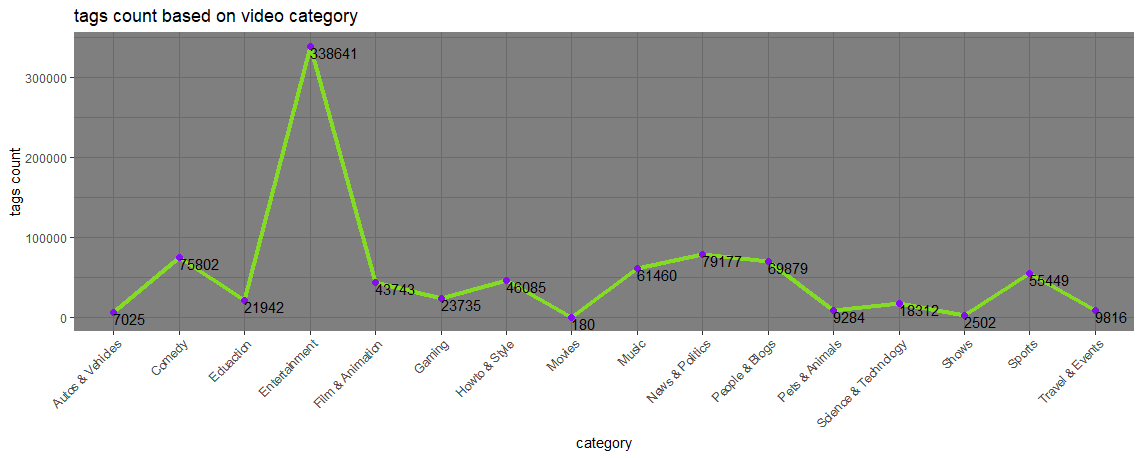 tags count based on video category
tags count
300000
200000
100000
0
338641
75802
79177
69879
61460
55449
43743
46085
21942
23735
18312
7025
180
9284
2502
9816
Autos & Vehicles
Comedy
Eduaction
Entertainment
Film & Animation
Gaming
Howto & Style
Movies
Music
News & Politics
People & Blogs
Pets & Animals
Science & Technology
Shows
Sports
Travel & Events
category